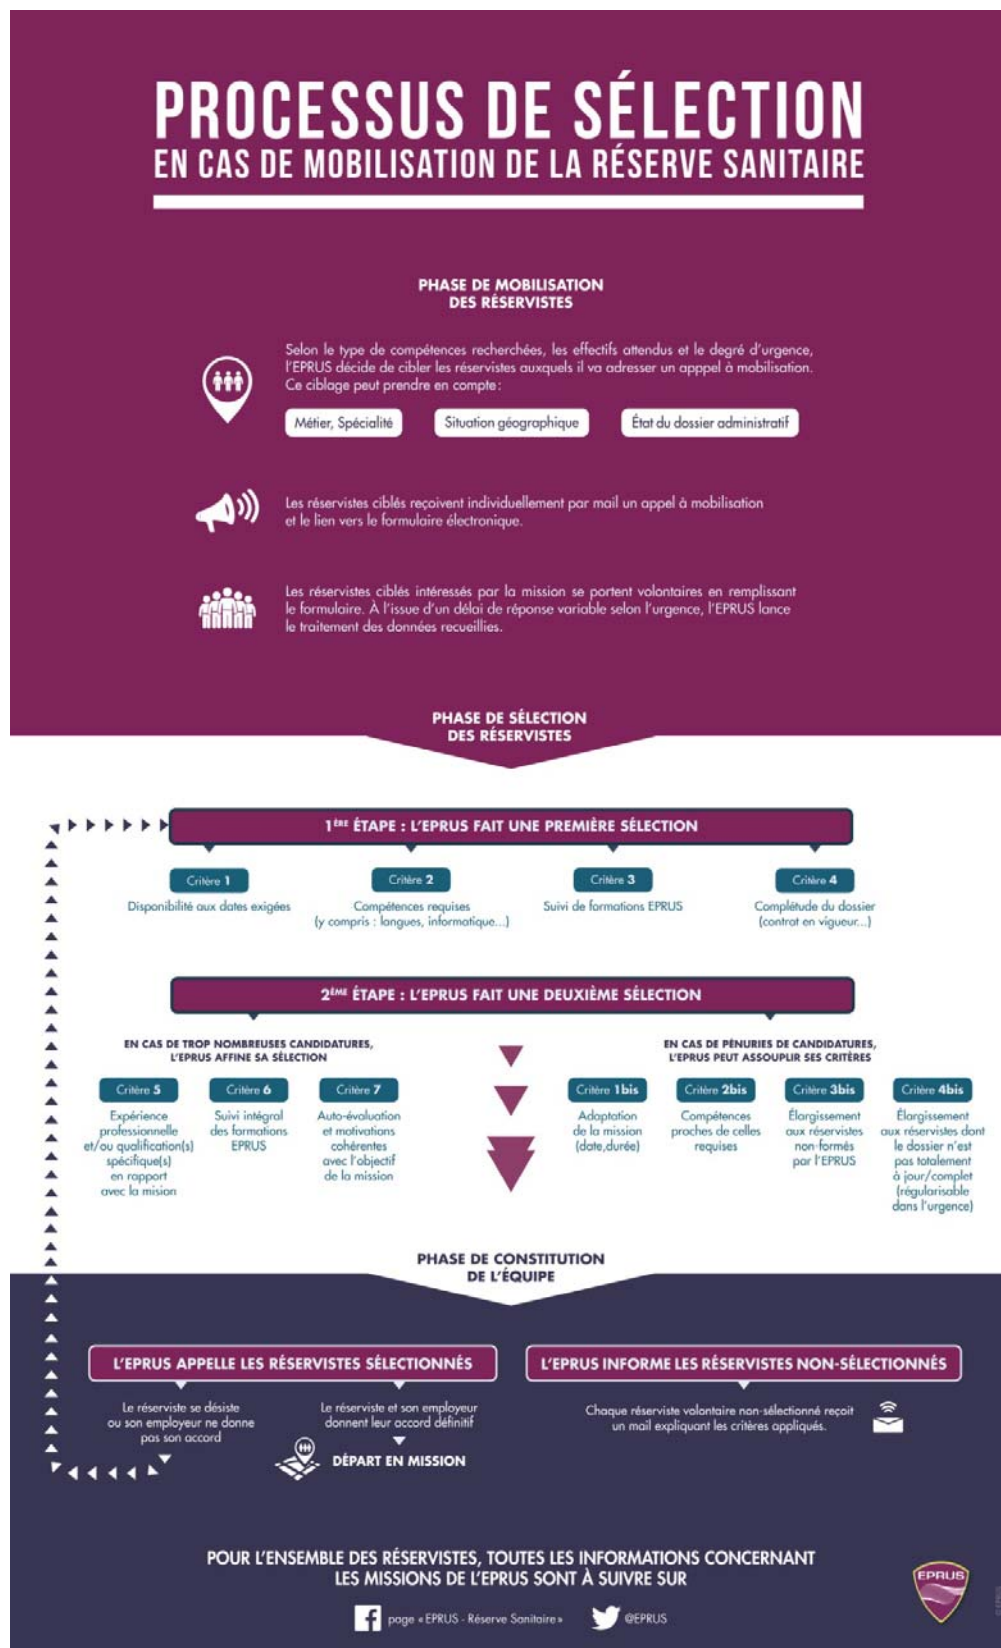 PROCESSUS DE SÉLECTION
EN CAS DE MOBILISATION DE LA RÉSERVE SANITAIRE
PHASE DE MOBILISATION
DES RÉSERVISTES
Selon le type de compétences recherchées, les effectifs attendus et le degré d'urgence,
l'EPRUS décide de cibler les réservistes auxquels il va adresser un apppel à mobilisation.
Ce ciblage peut prendre en compte :
Métier, Spécialité
Situation géographique
État du dossier administratif
Les réservistes ciblés reçoivent individuellement par mail un appel à mobilisation
et le lien vers le formulaire électronique.
Les réservistes ciblés intéressés par la mission se portent volontaires en remplissant
le formulaire. À l'issue d'un délai de réponse variable selon l'urgence, l'EPRUS lance
le traitement des données recueillies.
PHASE DE SÉLECTION
DES RÉSERVISTES
1ÈRE ÉTAPE : L'EPRUS FAIT UNE PREMIÈRE SÉLECTION
Critère 1
Disponibilité aux dates exigées
Critère 2
Compétences requises
(y compris : langues, informatique...)
Critère 3
Suivi de formations EPRUS
Critère 4
Complétude du dossier
(contrat en vigueur...)
2ÈME ÉTAPE : L'EPRUS FAIT UNE DEUXIÈME SÉLECTION
EN CAS DE TROP NOMBREUSES CANDIDATURES,
L'EPRUS AFFINE SA SÉLECTION
Critère 5
Expérience
professionnelle
et/ou qualification(s)
spécifique(s)
en rapport
avec la mision
Critère 6
Suivi intégral
des formations
EPRUS
Critère 7
Auto-évaluation
et motivations
cohérentes
avec l'objectif
de la mission
EN CAS DE PÉNURIES DE CANDIDATURES,
L'EPRUS PEUT ASSOUPLIR SES CRITÈRES
Critère 1bis
Adaptation
de la mission
(date,durée)
Critère 2bis
Compétences
proches de celles
requises
Critère 3bis
Élargissement
aux réservistes
non-formés
par l'EPRUS
Critère 4bis
Élargissement
aux réservistes dont
le dossier n'est
pas totalement
à jour/complet
(régularisable
dans l'urgence)
PHASE DE CONSTITUTION
DE L'ÉQUIPE
L'EPRUS APPELLE LES RÉSERVISTES SÉLECTIONNÉS
Le réserviste se désiste
ou son employeur ne donne
pas son accord
Le réserviste et son employeur
donnent leur accord définitif
DÉPART EN MISSION
L'EPRUS INFORME LES RÉSERVISTES NON-SÉLECTIONNÉS
Chaque réserviste volontaire non-sélectionné reçoit
un mail expliquant les critères appliqués.
POUR L'ENSEMBLE DES RÉSERVISTES, TOUTES LES INFORMATIONS CONCERNANT
LES MISSIONS DE L'EPRUS SONT À SUIVRE SUR
page « EPRUS - Réserve Sanitaire »
@EPRUS
EPRUS